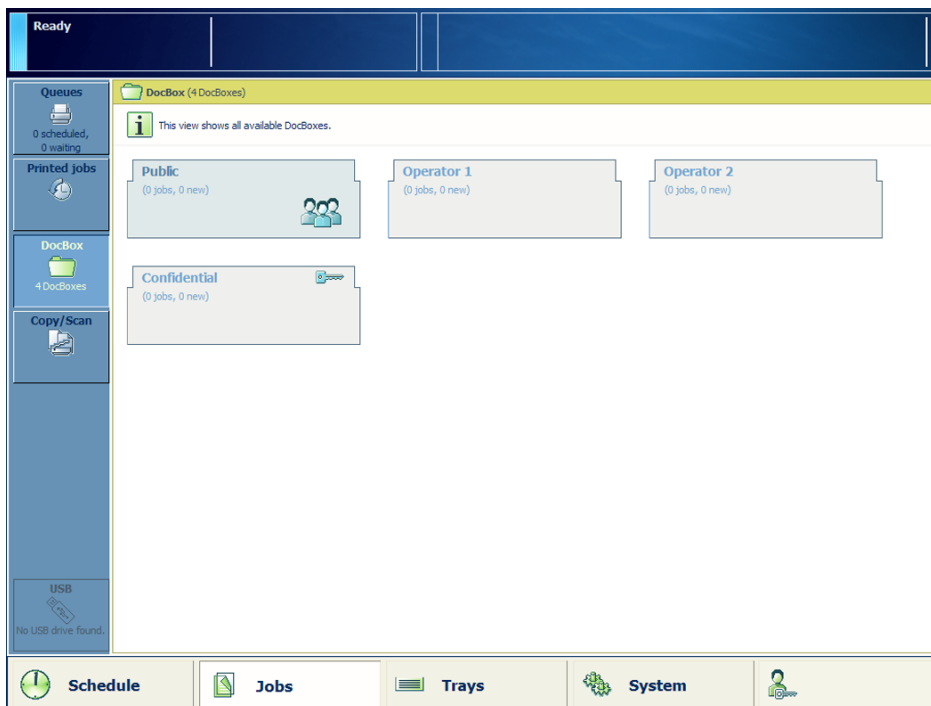 Ready
Queues
0 scheduled,
0 waiting
Printed jobs
DocBox
4 DocBoxes
Copy/Scan
USB
No USB drive found.
DocBox (4 DocBoxes)
This view shows all available DocBoxes.
Public
(0 jobs, 0 new)
Operator 1
(0 jobs, 0 new)
Operator 2
(0 jobs, 0 new)
Confidential
(0 jobs, 0 new)
Schedule
Jobs
Trays
System